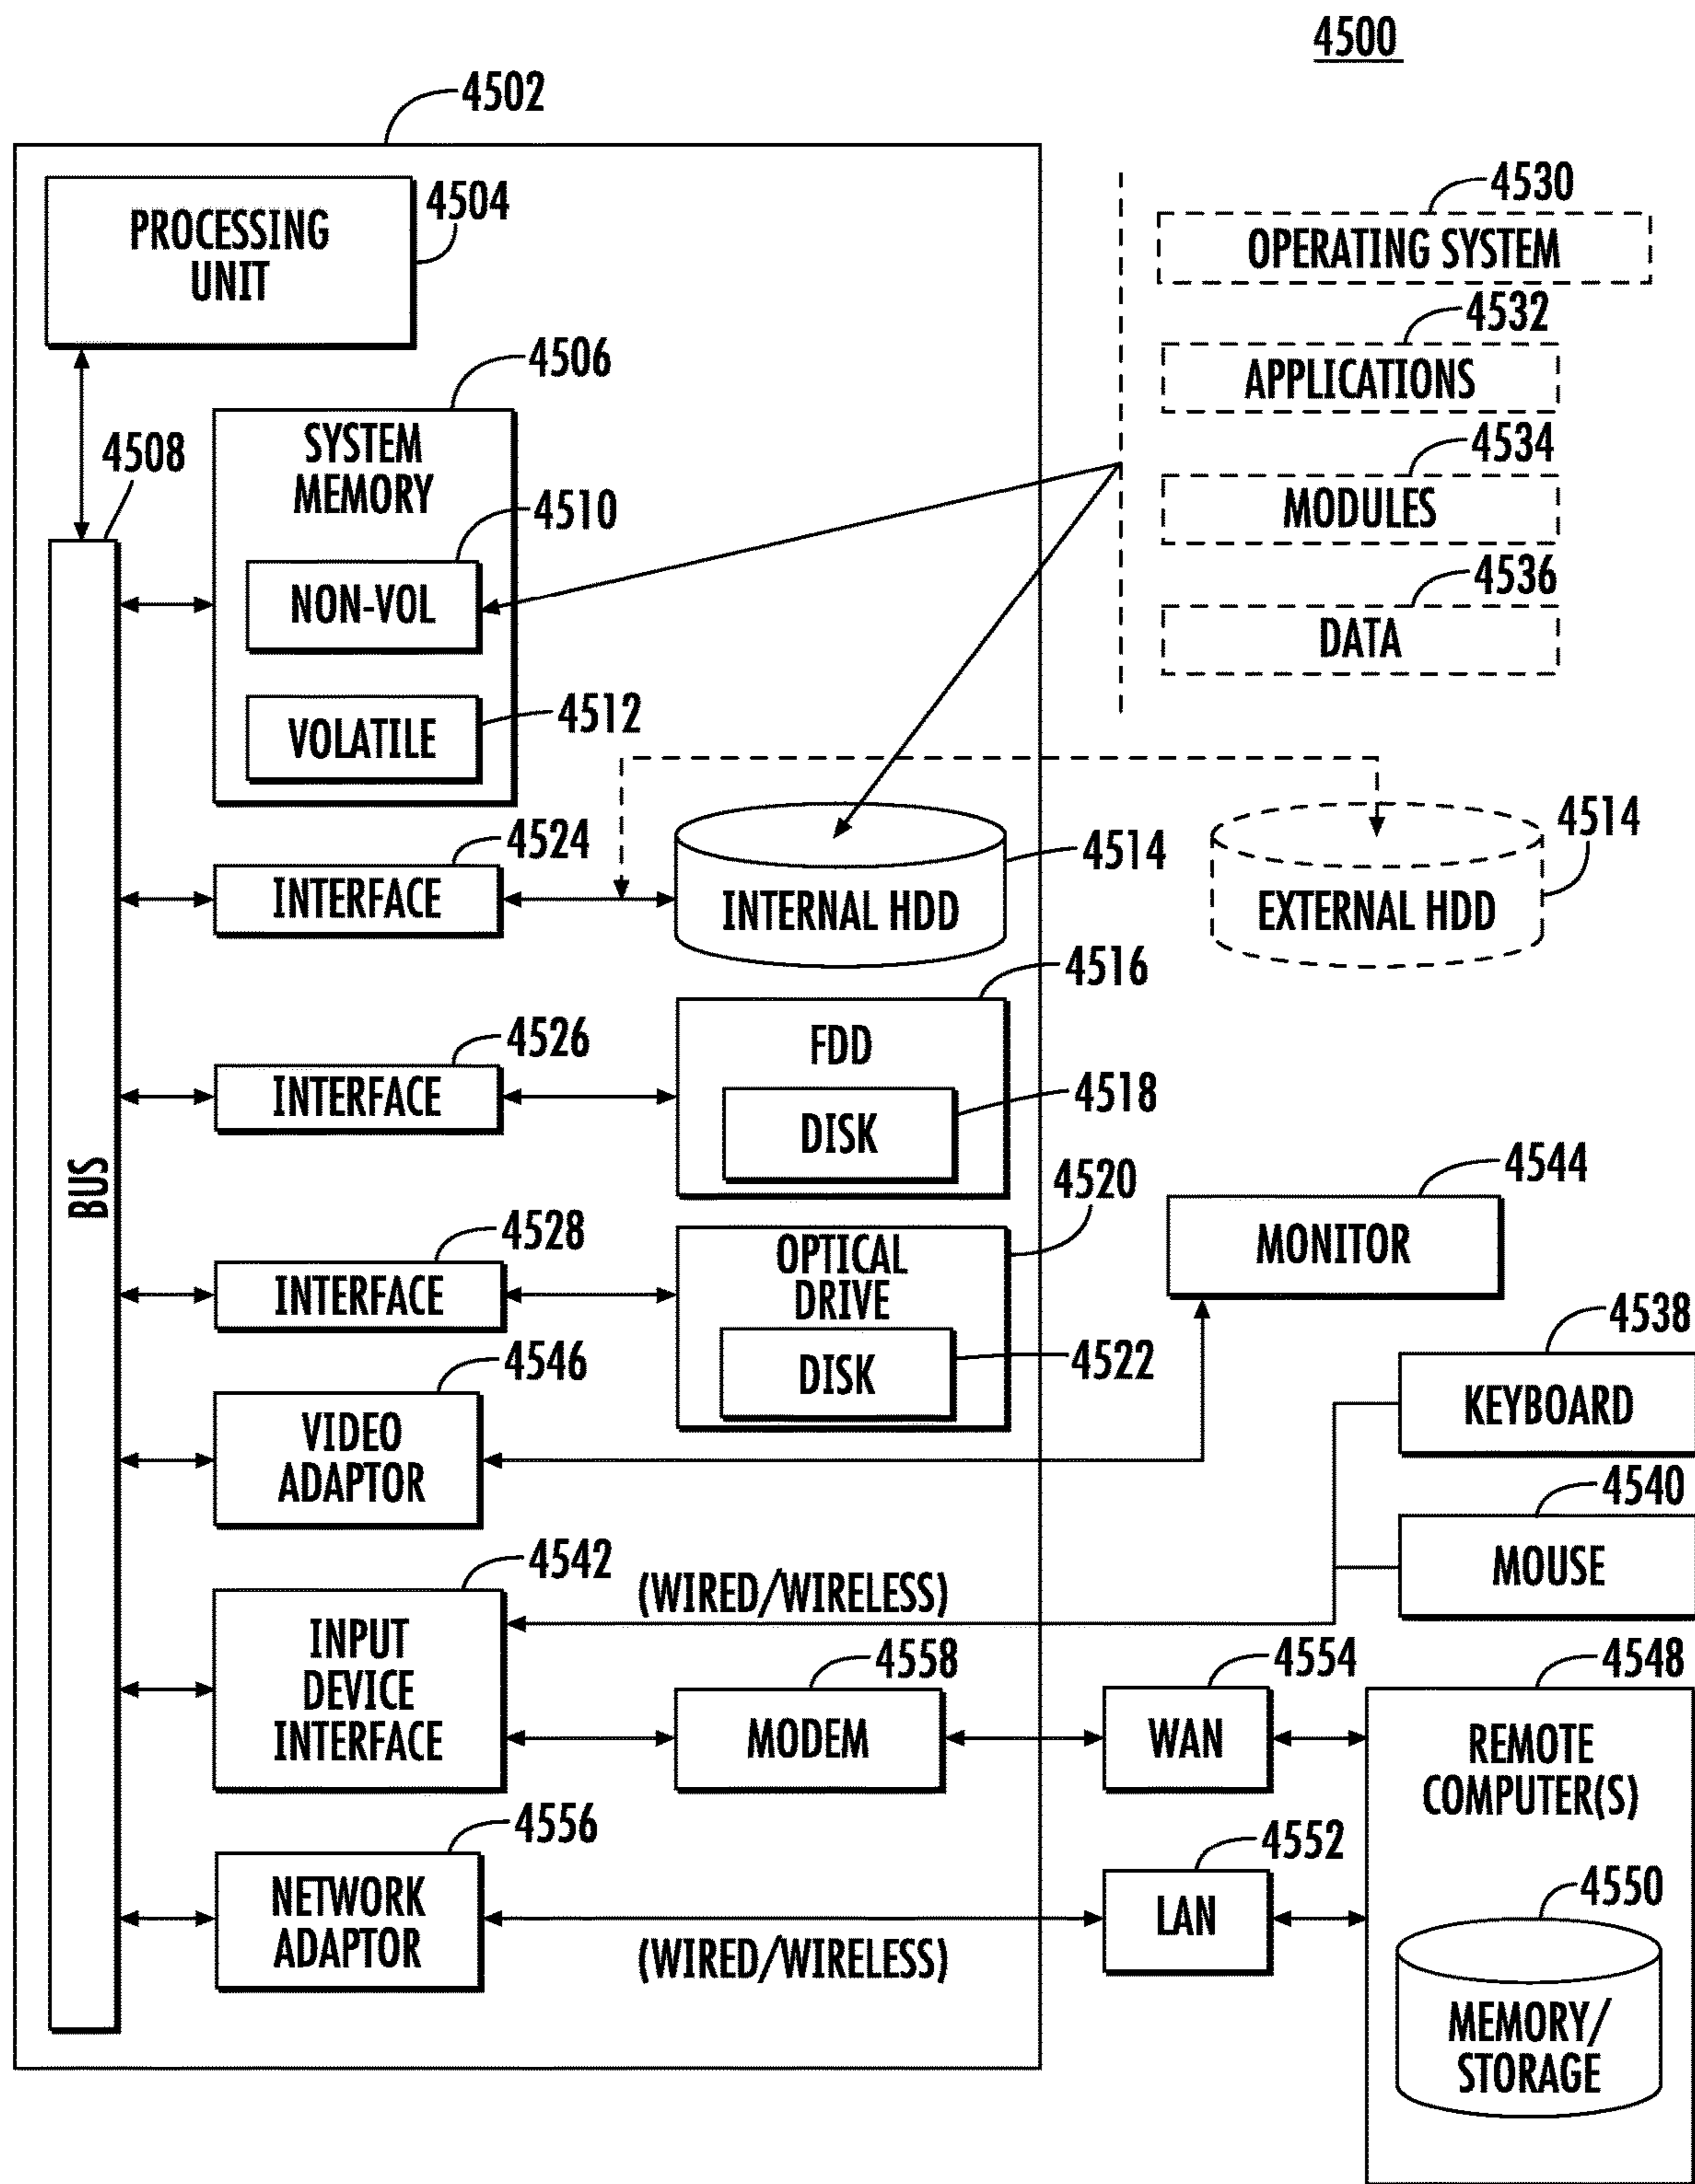 4500
4502
PROCESSING
UNIT
4504
4530
OPERATING SYSTEM
4532
APPLICATIONS
4534
MODULES
4536
DATA
4506
SYSTEM
MEMORY
4508
4510
NON-VOL
4512
VOLATILE
4524
INTERFACE
INTERNAL HDD
4514
EXTERNAL HDD
4514
4516
FDD
4526
INTERFACE
4518
DISK
BUS
4520
OPTICAL
DRIVE
4528
INTERFACE
4522
DISK
4544
MONITOR
4546
VIDEO
ADAPTOR
4538
KEYBOARD
4540
MOUSE
4542
INPUT
DEVICE
INTERFACE
(WIRED/WIRELESS)
4558
MODEM
4554
WAN
4548
REMOTE
COMPUTER(S)
4556
NETWORK
ADAPTOR
(WIRED/WIRELESS)
4552
LAN
4550
MEMORY/
STORAGE